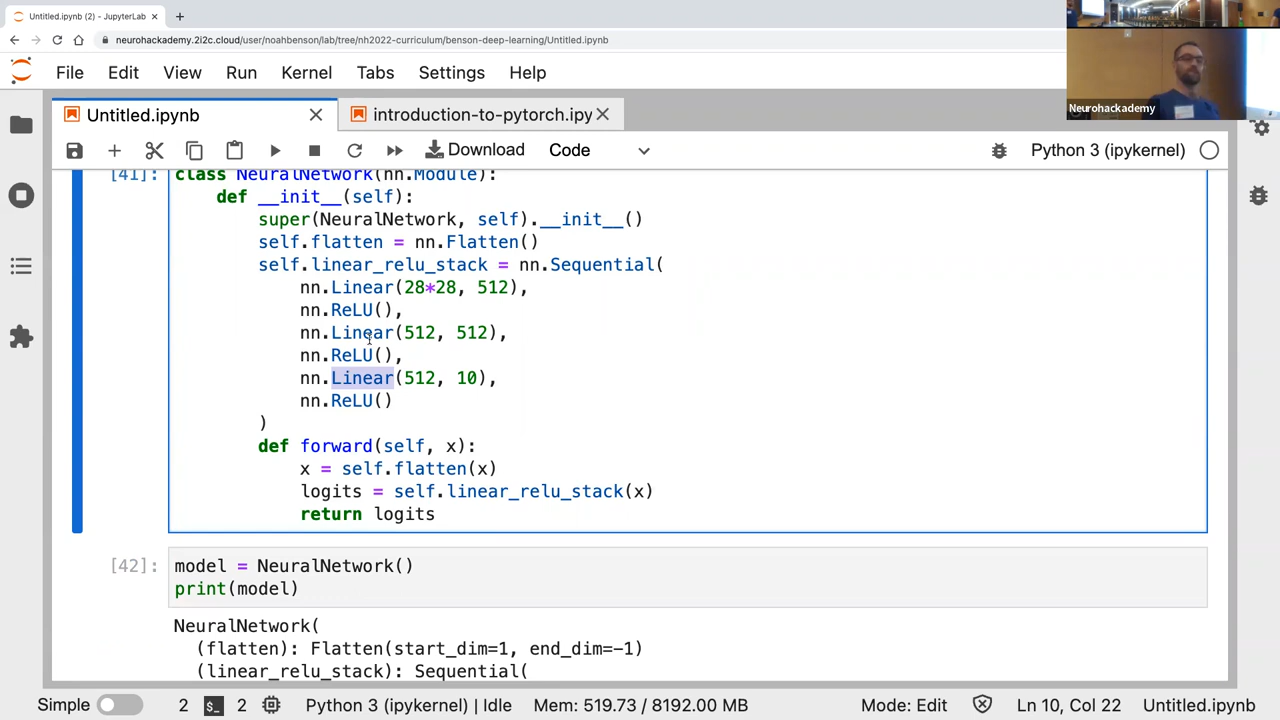 Untitled.ipynb (2) - JupyterLab
neurohackademy.2i2c.cloud/user/noahbenson/lab/tree/nh2022-curriculum/benson-deep-learning/Untitled.ipynb
File Edit View Run Kernel Tabs Settings Help
Neurohackademy
Untitled.ipynb
introduction-to-pytorch.ipy
Download Code Python 3 (ipykernel)
[41]: class NeuralNetwork(nn.Module):
def __init__(self):
super(NeuralNetwork, self).__init__()
self.flatten = nn.Flatten()
self.linear_relu_stack = nn.Sequential(
nn.Linear(28*28, 512),
nn.ReLU(),
nn.Linear(512, 512),
nn.ReLU(),
nn.Linear(512, 10),
nn.ReLU()
)
def forward(self, x):
x = self.flatten(x)
logits = self.linear_relu_stack(x)
return logits
[42]: model = NeuralNetwork()
print(model)
NeuralNetwork(
(flatten): Flatten(start_dim=1, end_dim=-1)
(linear_relu_stack): Sequential(
Simple 2 $_ 2 Python 3 (ipykernel) | Idle Mem: 519.73 / 8192.00 MB Mode: Edit Ln 10, Col 22 Untitled.ipynb